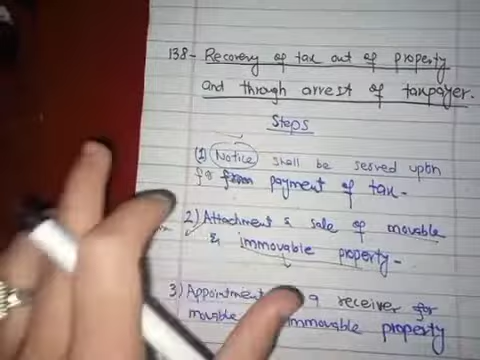 138- Recovery of tax out of property
and through arrest of taxpayer.
Steps
(1) Notice shall be served upon
for payment of tax-
2) Attachment & sale of movable
& immovable property-
3) Appointment a receiver for
movable immovable property